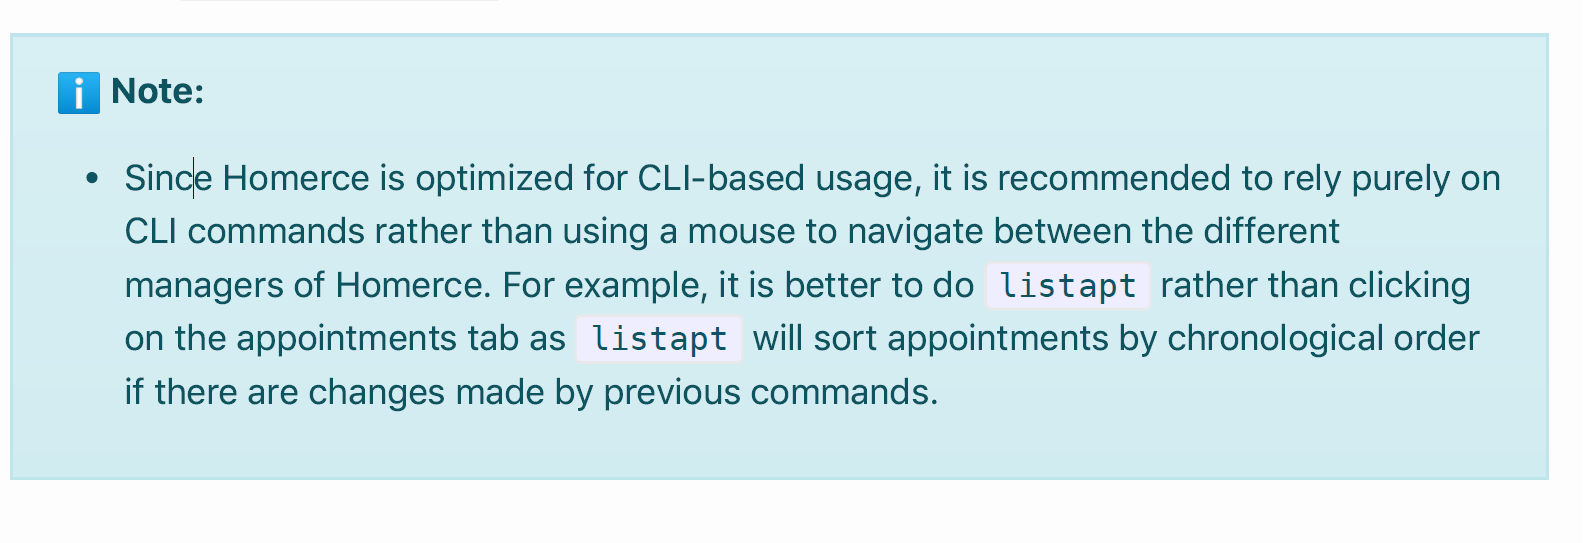 Note:
• Since Homerce is optimized for CLI-based usage, it is recommended to rely purely on
CLI commands rather than using a mouse to navigate between the different
managers of Homerce. For example, it is better to do listapt rather than clicking
on the appointments tab as listapt will sort appointments by chronological order
if there are changes made by previous commands.